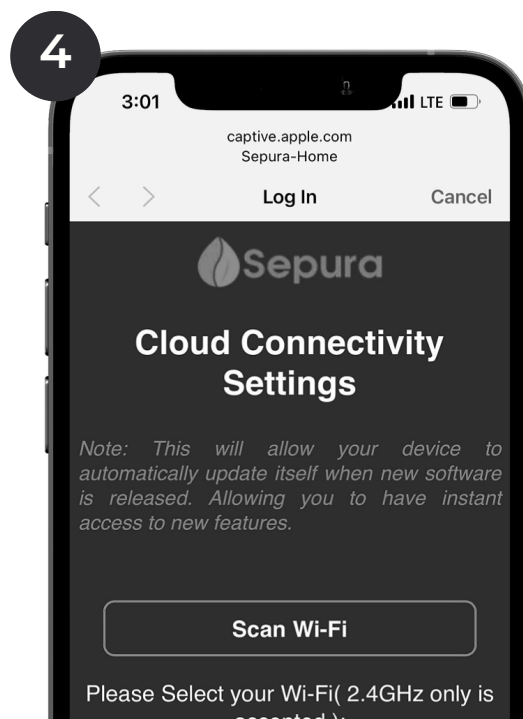 4
3:01
LTE
captive.apple.com
Sepura-Home
Log In
Cancel
Sepura
Cloud Connectivity
Settings
Note: This will allow your device to
automatically update itself when new software
is released. Allowing you to have instant
access to new features.
Scan Wi-Fi
Please Select your Wi-Fi( 2.4GHz only is
accepted ):